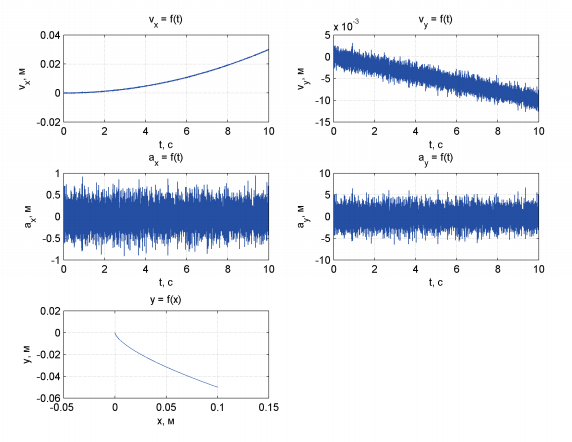 v_x = f(t)
0.04
0.02
0
-0.02
v_x, м
0 2 4 6 8 10
t, с
v_y = f(t)
x 10^-3
5
0
-5
-10
-15
v_y, м
0 2 4 6 8 10
t, с
a_x = f(t)
1
0.5
0
-0.5
-1
a_x, м
0 2 4 6 8 10
t, с
a_y = f(t)
10
5
0
-5
-10
a_y, м
0 2 4 6 8 10
t, с
y = f(x)
0.02
0
-0.02
-0.04
-0.06
y, м
-0.05 0 0.05 0.1 0.15
x, м